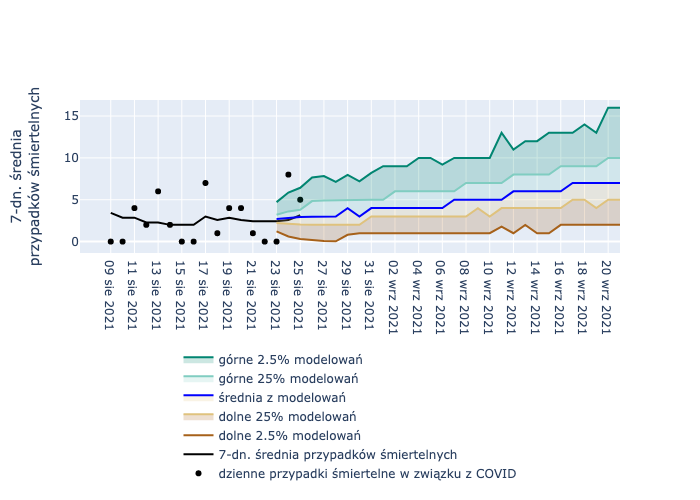 7-dn. średnia
przypadków śmiertelnych
15
10
5
0
09 sie 2021
11 sie 2021
13 sie 2021
15 sie 2021
17 sie 2021
19 sie 2021
21 sie 2021
23 sie 2021
25 sie 2021
27 sie 2021
29 sie 2021
31 sie 2021
02 wrz 2021
04 wrz 2021
06 wrz 2021
08 wrz 2021
10 wrz 2021
12 wrz 2021
14 wrz 2021
16 wrz 2021
18 wrz 2021
20 wrz 2021
górne 2.5% modelowań
górne 25% modelowań
średnia z modelowań
dolne 25% modelowań
dolne 2.5% modelowań
7-dn. średnia przypadków śmiertelnych
dzienne przypadki śmiertelne w związku z COVID